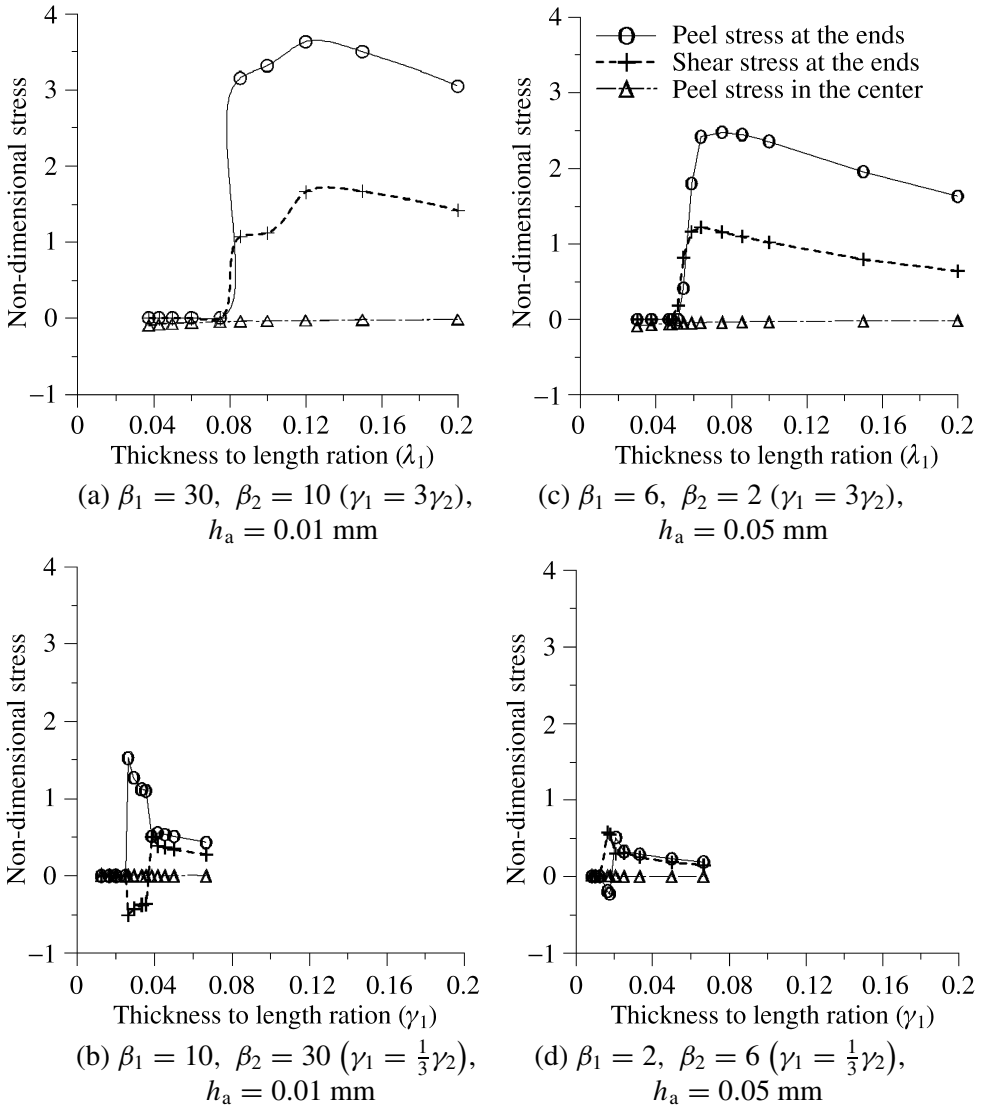 4
3
2
1
0
−1
Non-dimensional stress
0 0.04 0.08 0.12 0.16 0.2
Thickness to length ration (λ₁)
(a) β₁ = 30, β₂ = 10 (γ₁ = 3γ₂),
hₐ = 0.01 mm
Peel stress at the ends
Shear stress at the ends
Peel stress in the center
4
3
2
1
0
−1
Non-dimensional stress
0 0.04 0.08 0.12 0.16 0.2
Thickness to length ration (λ₁)
(c) β₁ = 6, β₂ = 2 (γ₁ = 3γ₂),
hₐ = 0.05 mm
4
3
2
1
0
−1
Non-dimensional stress
0 0.04 0.08 0.12 0.16 0.2
Thickness to length ration (γ₁)
(b) β₁ = 10, β₂ = 30 (γ₁ = ⅓γ₂),
hₐ = 0.01 mm
4
3
2
1
0
−1
Non-dimensional stress
0 0.04 0.08 0.12 0.16 0.2
Thickness to length ration (γ₁)
(d) β₁ = 2, β₂ = 6 (γ₁ = ⅓γ₂),
hₐ = 0.05 mm